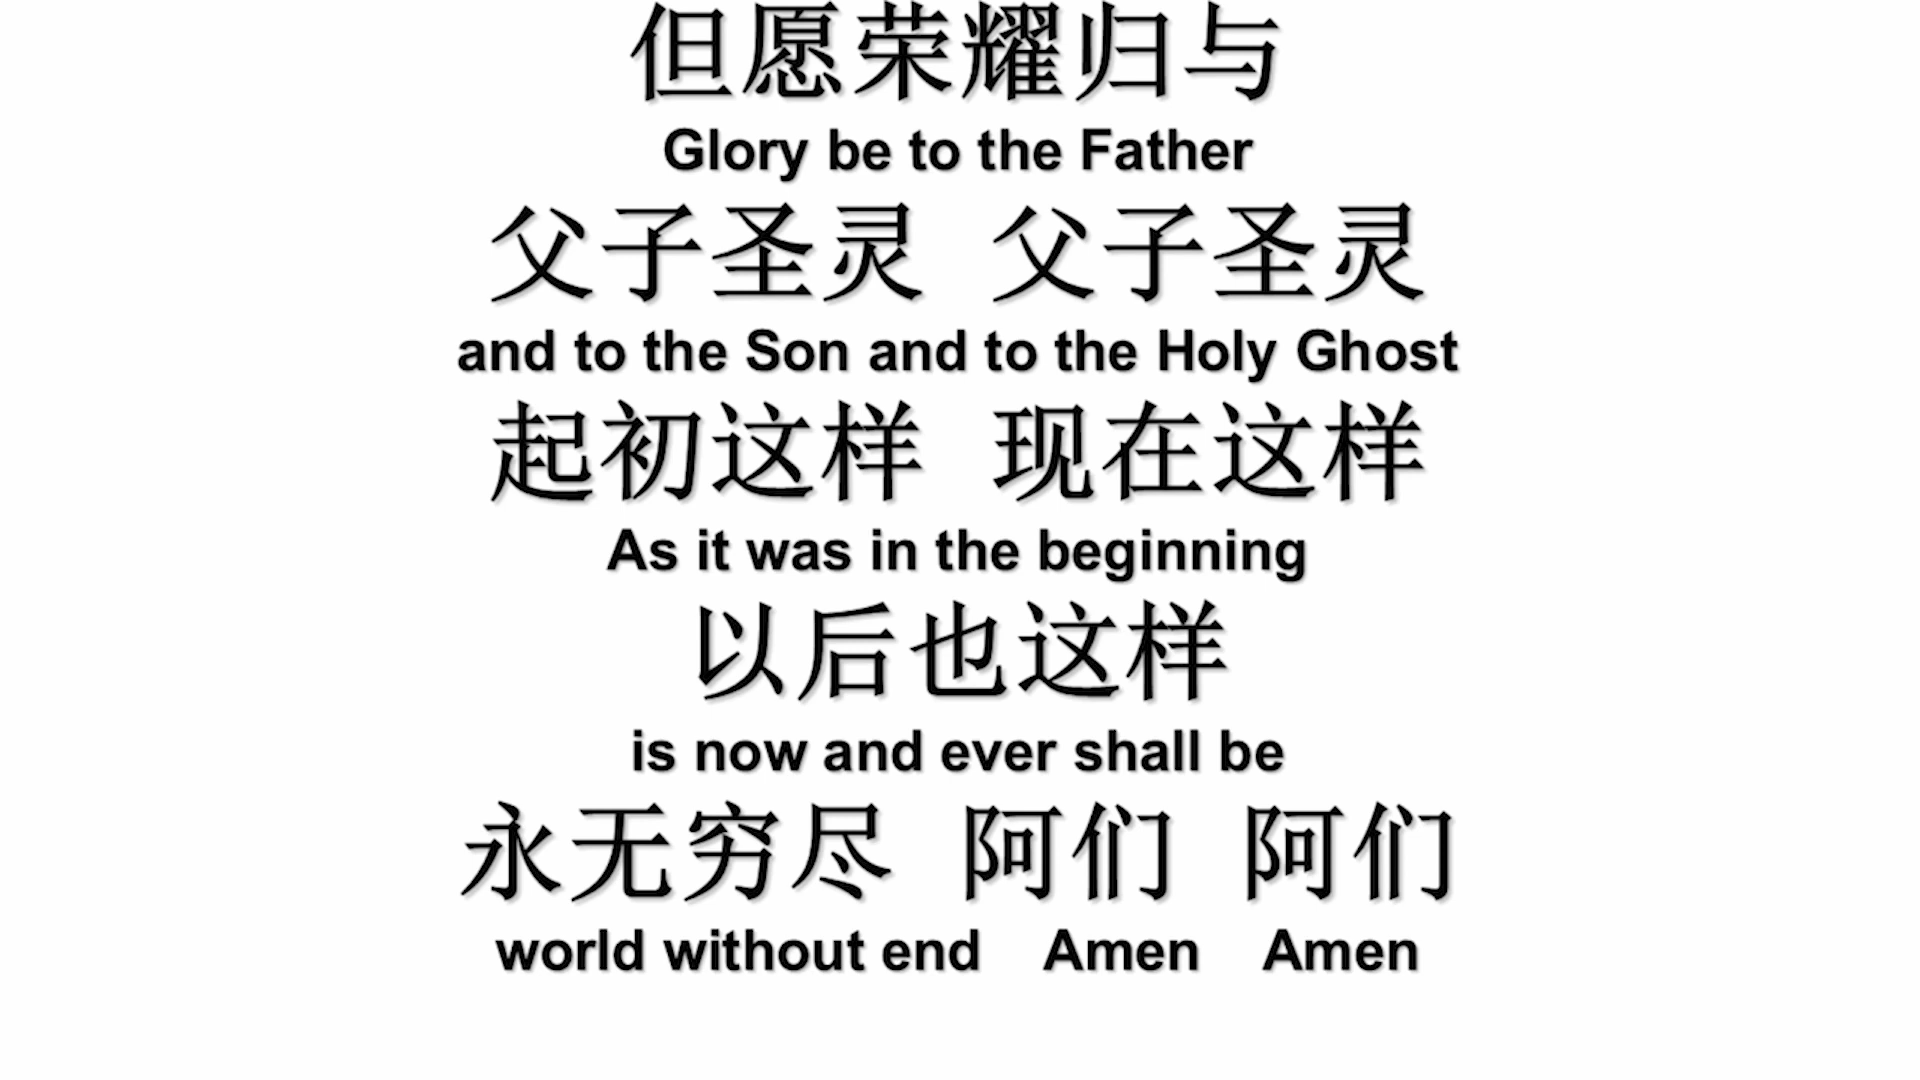 但愿荣耀归与
Glory be to the Father
父子圣灵 父子圣灵
and to the Son and to the Holy Ghost
起初这样 现在这样
As it was in the beginning
以后也这样
is now and ever shall be
永无穷尽 阿们 阿们
world without end Amen Amen